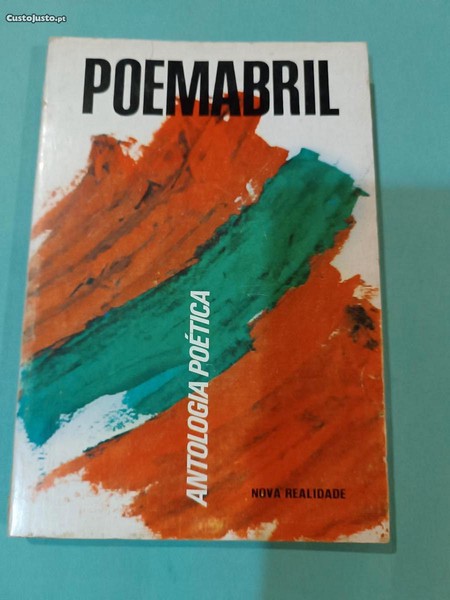 CustoJusto.pt
POEMABRIL
ANTOLOGIA POÉTICA
NOVA REALIDADE